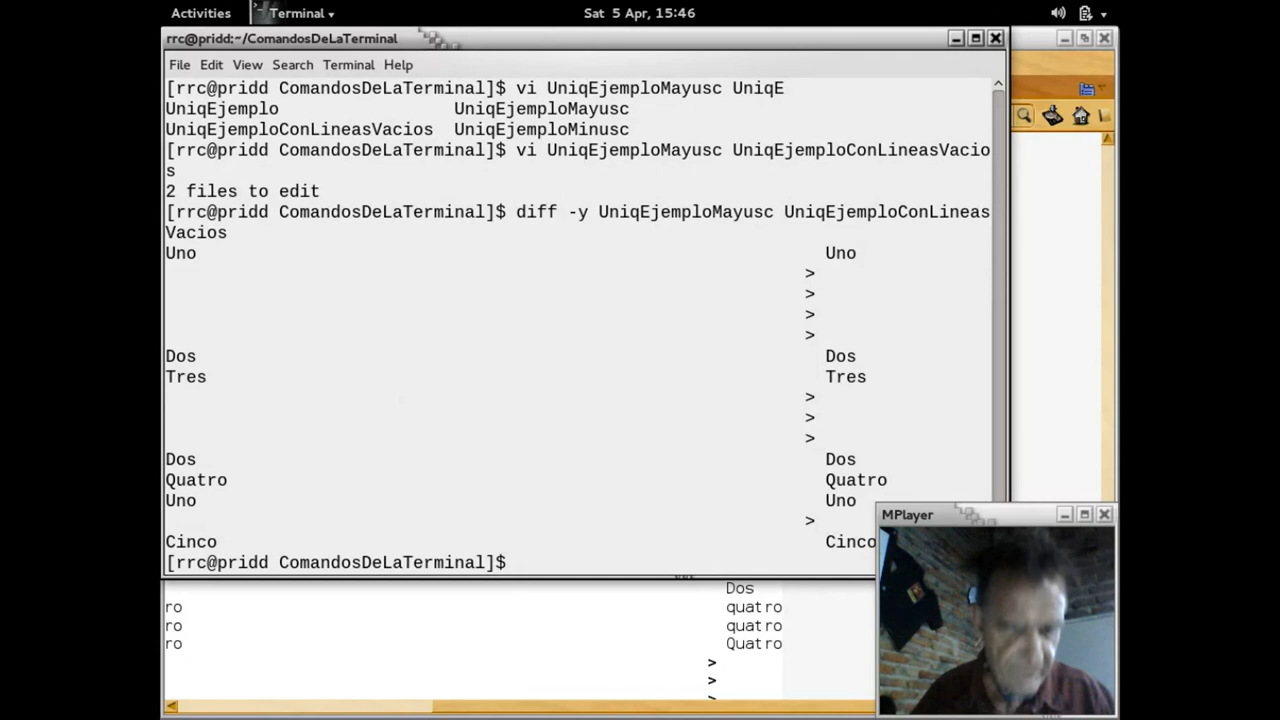 Activities
Terminal
Sat 5 Apr, 15:46
rrc@pridd:~/ComandosDeLaTerminal
File Edit View Search Terminal Help
[rrc@pridd ComandosDeLaTerminal]$ vi UniqEjemploMayusc UniqE
UniqEjemplo UniqEjemploMayusc
UniqEjemploConLineasVacios UniqEjemploMinusc
[rrc@pridd ComandosDeLaTerminal]$ vi UniqEjemploMayusc UniqEjemploConLineasVacio
s
2 files to edit
[rrc@pridd ComandosDeLaTerminal]$ diff -y UniqEjemploMayusc UniqEjemploConLineas
Vacios
Uno Uno
>
>
>
>
Dos Dos
Tres Tres
>
>
>
Dos Dos
Quatro Quatro
Uno Uno
>
Cinco Cinco
[rrc@pridd ComandosDeLaTerminal]$
MPlayer
Dos
ro quatro
ro quatro
ro Quatro
>
>